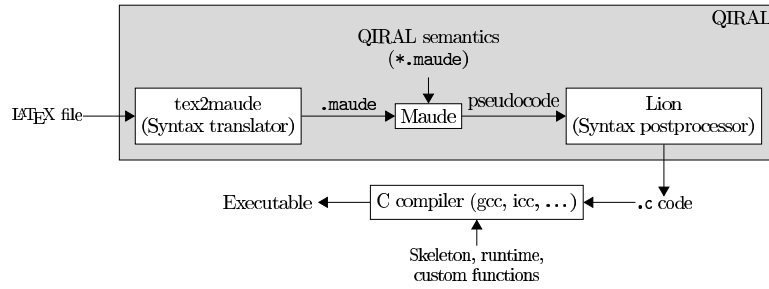 QIRAL
QIRAL semantics
(*.maude)
LATEX file
tex2maude
(Syntax translator)
.maude
Maude
pseudocode
Lion
(Syntax postprocessor)
Executable
C compiler (gcc, icc, ...)
.c code
Skeleton, runtime,
custom functions